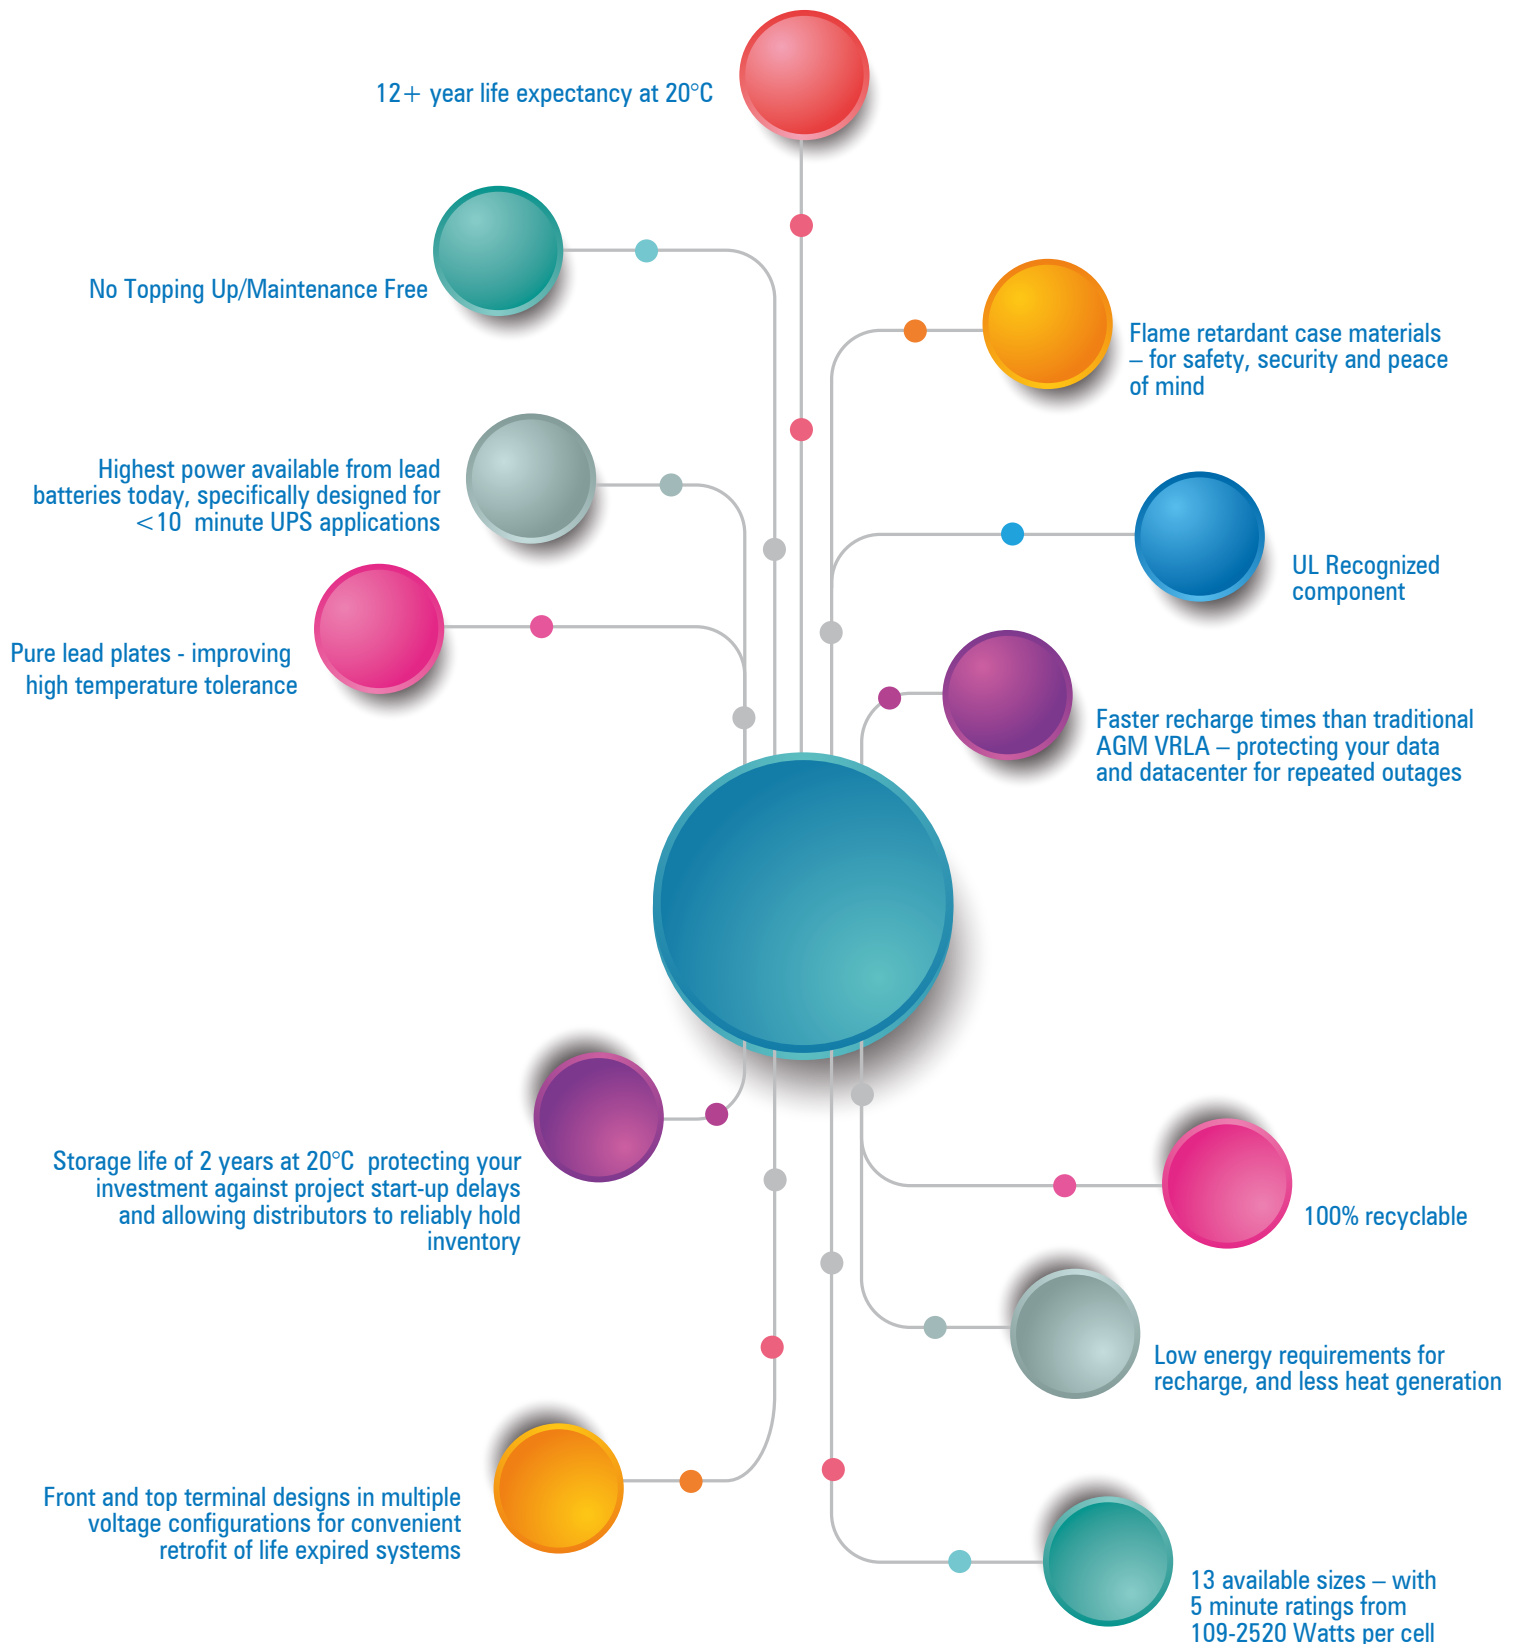 12+ year life expectancy at 20°C
No Topping Up/Maintenance Free
Flame retardant case materials
– for safety, security and peace
of mind
Highest power available from lead
batteries today, specifically designed for
<10 minute UPS applications
UL Recognized
component
Pure lead plates - improving
high temperature tolerance
Faster recharge times than traditional
AGM VRLA – protecting your data
and datacenter for repeated outages
Storage life of 2 years at 20°C protecting your
investment against project start-up delays
and allowing distributors to reliably hold
inventory
100% recyclable
Low energy requirements for
recharge, and less heat generation
Front and top terminal designs in multiple
voltage configurations for convenient
retrofit of life expired systems
13 available sizes – with
5 minute ratings from
109-2520 Watts per cell